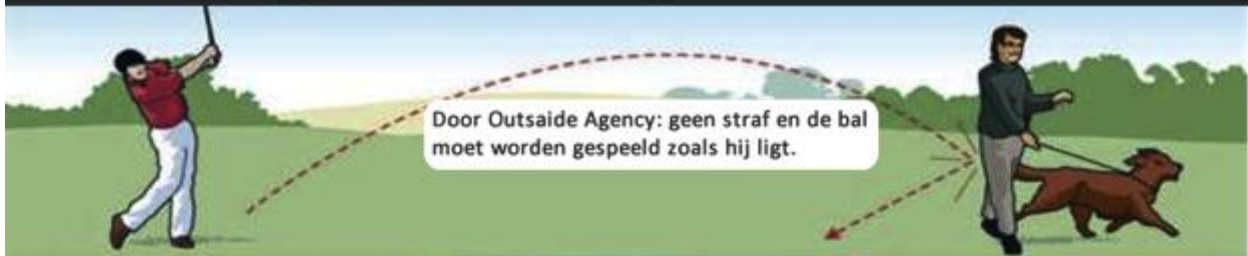 Door Outsaide Agency: geen straf en de bal
moet worden gespeeld zoals hij ligt.